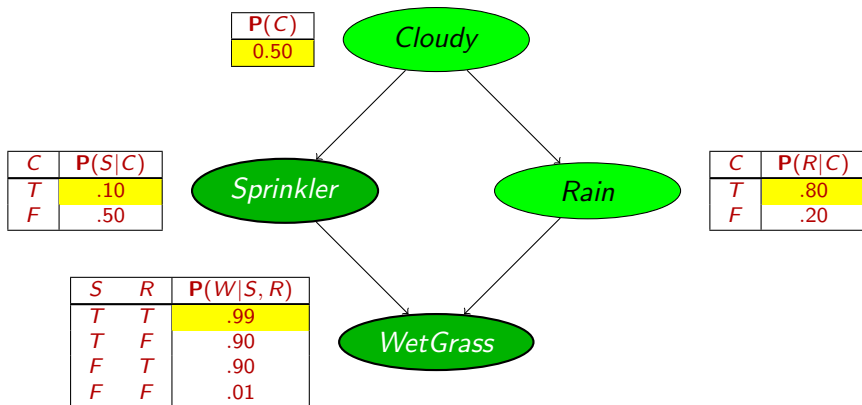 P(C)
0.50
Cloudy
C P(S|C)
T .10
F .50
Sprinkler
Rain
C P(R|C)
T .80
F .20
S R P(W|S, R)
T T .99
T F .90
F T .90
F F .01
WetGrass